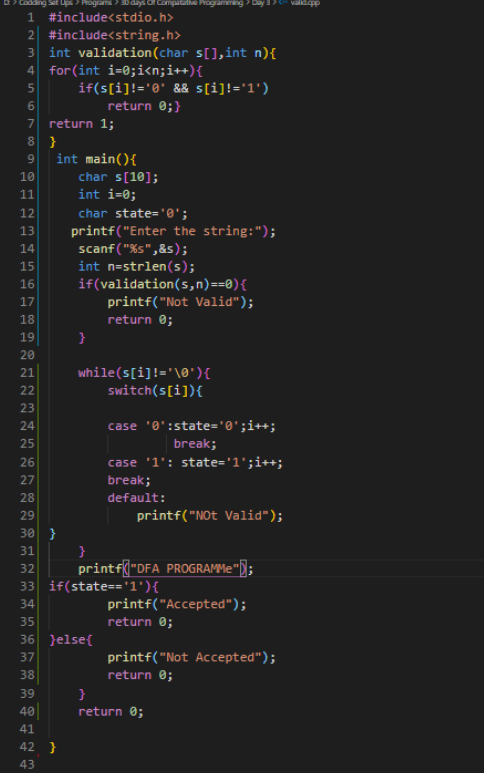 D: > Codding Set Ups > Programs > 30 days Of Compatative Programming > Day 3 > valid.cpp
1 #include<stdio.h>
2 #include<string.h>
3 int validation(char s[],int n){
4 for(int i=0;i<n;i++){
5 if(s[i]!='0' && s[i]!='1')
6 return 0;}
7 return 1;
8 }
9 int main(){
10 char s[10];
11 int i=0;
12 char state='0';
13 printf("Enter the string:");
14 scanf("%s",&s);
15 int n=strlen(s);
16 if(validation(s,n)==0){
17 printf("Not Valid");
18 return 0;
19 }
20
21 while(s[i]!='\0'){
22 switch(s[i]){
23
24 case '0':state='0';i++;
25 break;
26 case '1': state='1';i++;
27 break;
28 default:
29 printf("NOt Valid");
30 }
31 }
32 printf("DFA PROGRAMMe");
33 if(state=='1'){
34 printf("Accepted");
35 return 0;
36 }else{
37 printf("Not Accepted");
38 return 0;
39 }
40 return 0;
41
42 }
43